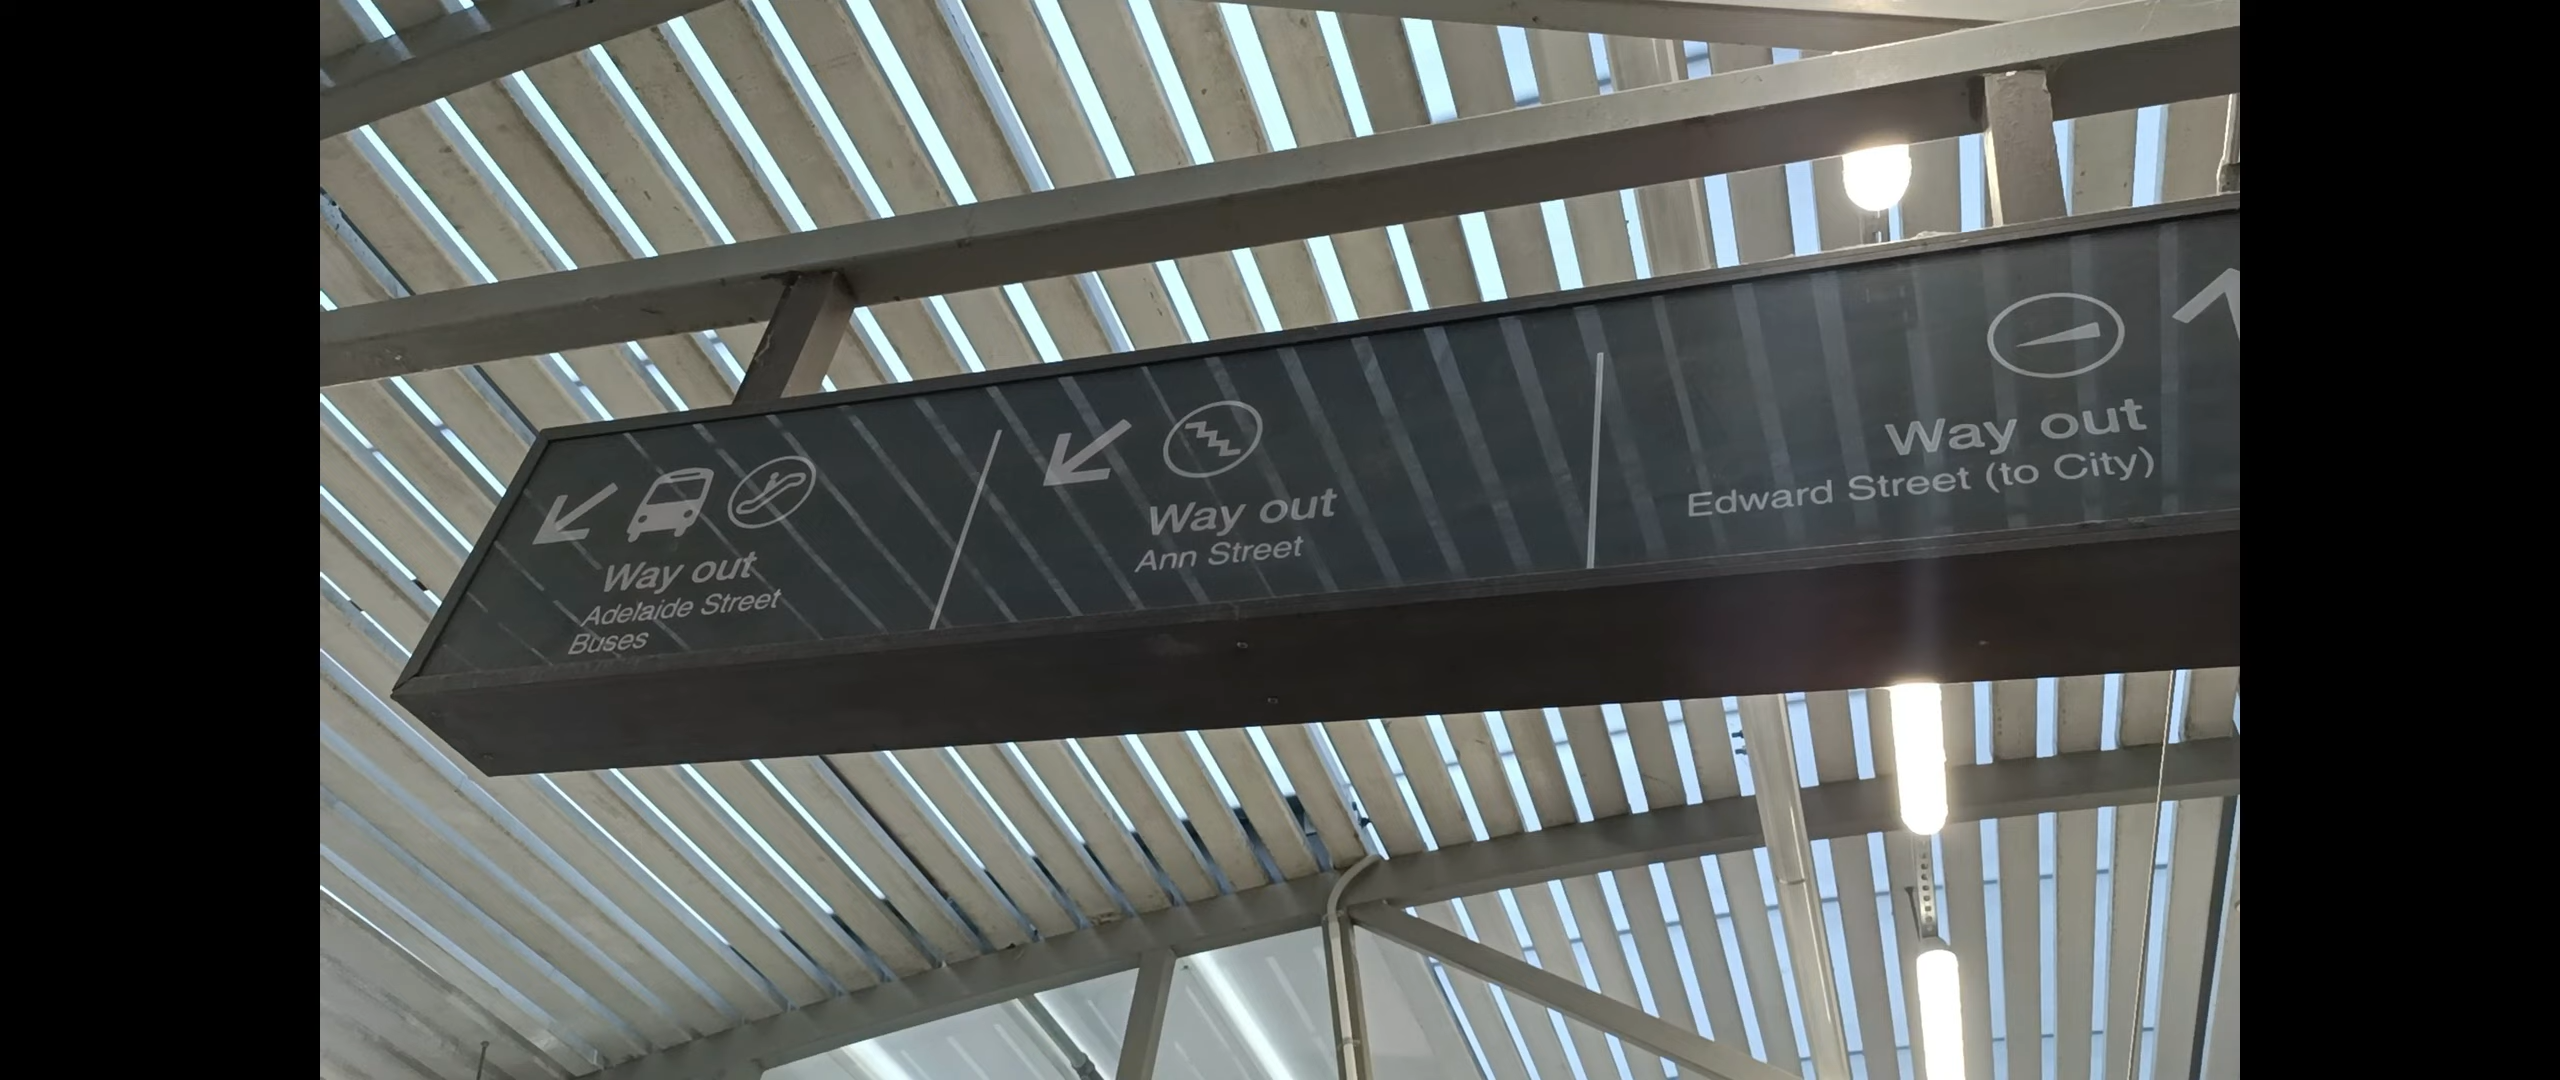 Way out
Adelaide Street
Buses
Way out
Ann Street
Way out
Edward Street (to City)